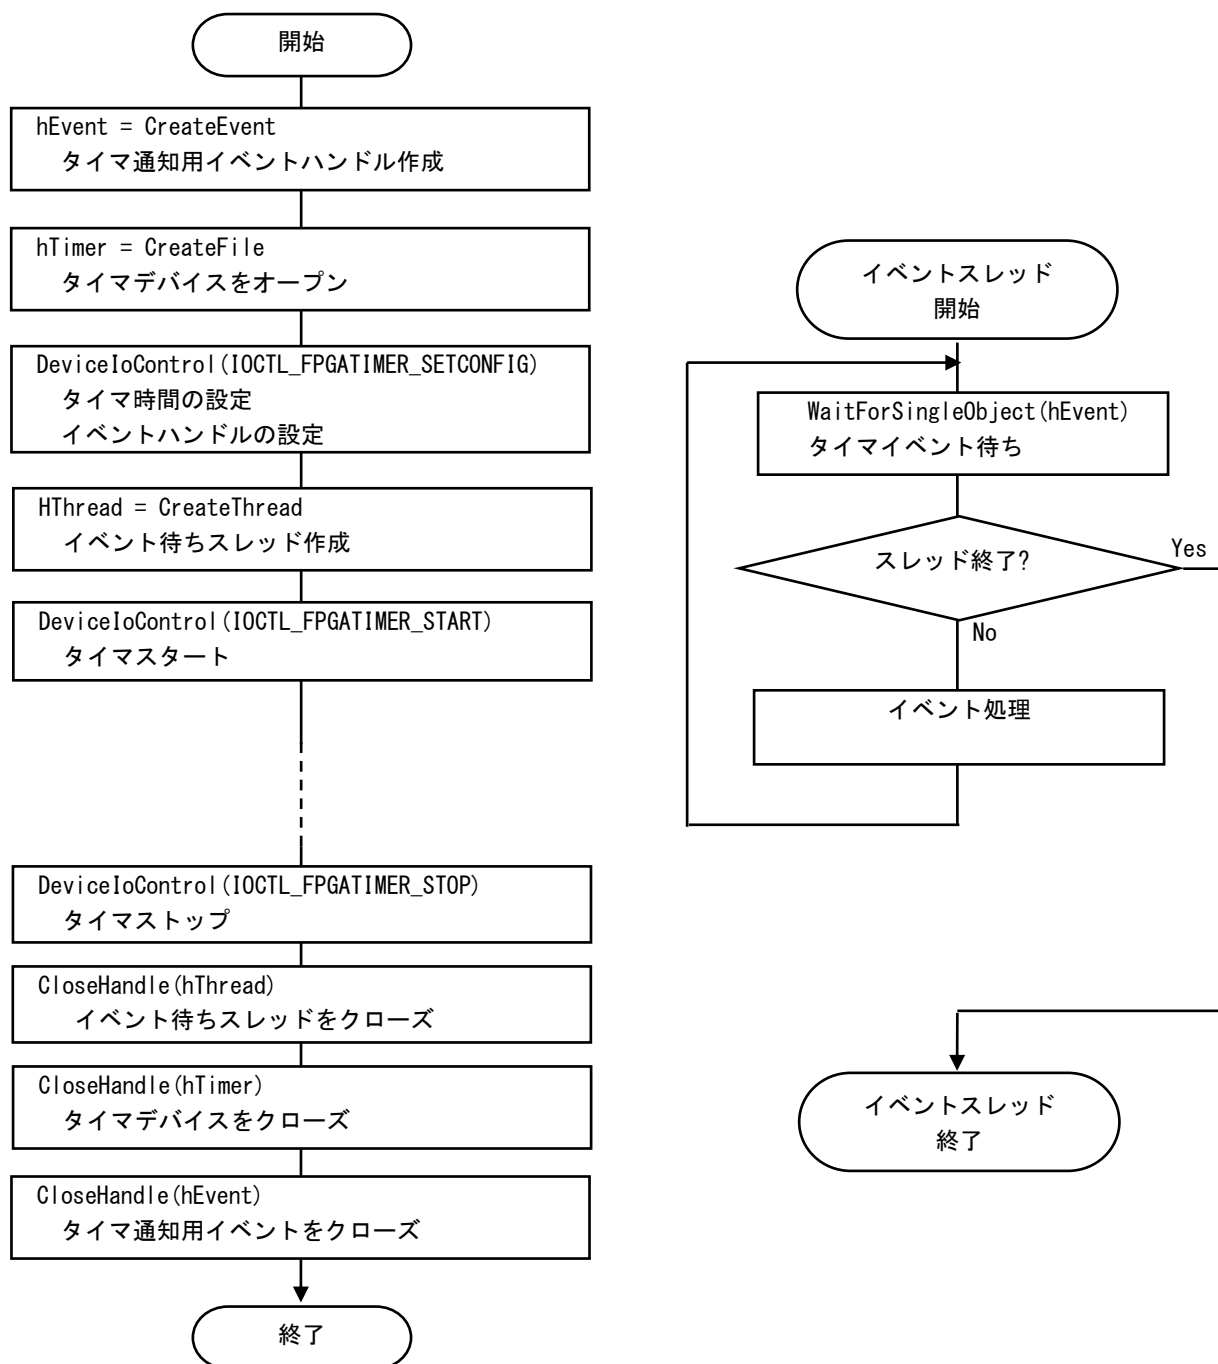 開始
hEvent = CreateEvent
タイマ通知用イベントハンドル作成
hTimer = CreateFile
タイマデバイスをオープン
DeviceIoControl(IOCTL_FPGATIMER_SETCONFIG)
タイマ時間の設定
イベントハンドルの設定
HThread = CreateThread
イベント待ちスレッド作成
DeviceIoControl(IOCTL_FPGATIMER_START)
タイマスタート
DeviceIoControl(IOCTL_FPGATIMER_STOP)
タイマストップ
CloseHandle(hThread)
イベント待ちスレッドをクローズ
CloseHandle(hTimer)
タイマデバイスをクローズ
CloseHandle(hEvent)
タイマ通知用イベントをクローズ
終了
イベントスレッド
開始
WaitForSingleObject(hEvent)
タイマイベント待ち
スレッド終了?
Yes
No
イベント処理
イベントスレッド
終了